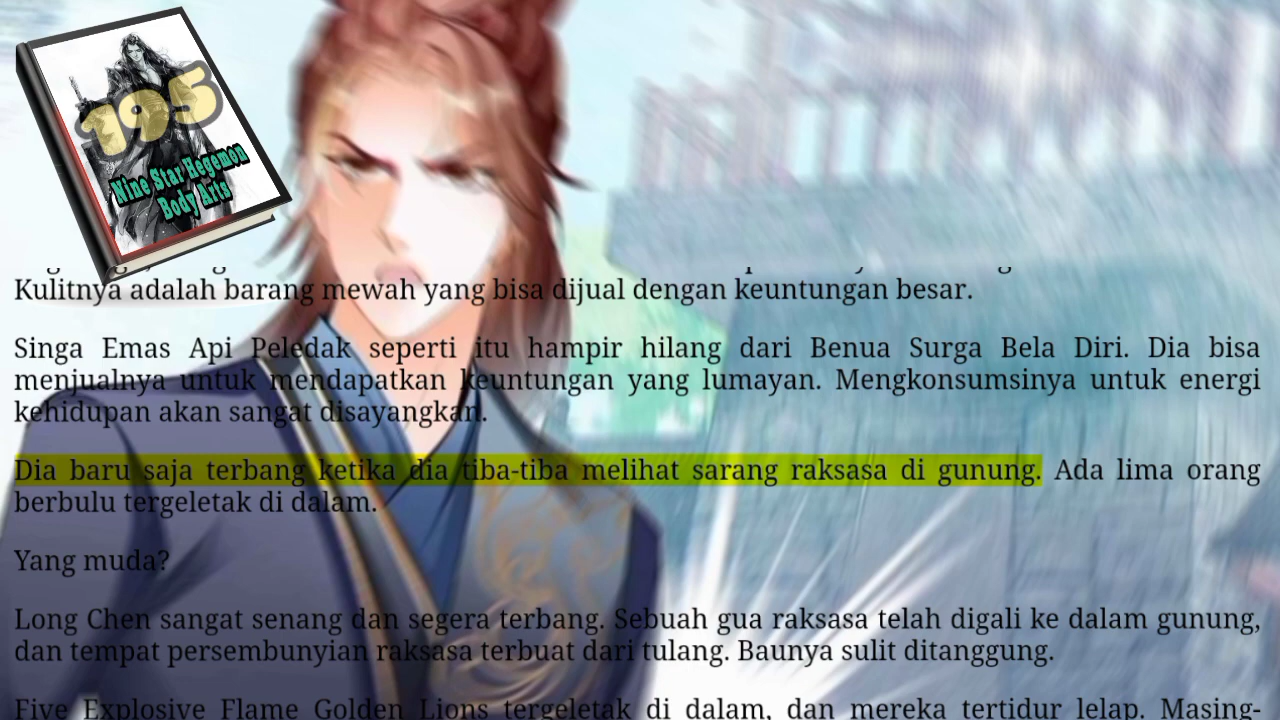 195
Nine Star Hegemon
Body Arts
Kulitnya adalah barang mewah yang bisa dijual dengan keuntungan besar.
Singa Emas Api Peledak seperti itu hampir hilang dari Benua Surga Bela Diri. Dia bisa
menjualnya untuk mendapatkan keuntungan yang lumayan. Mengkonsumsinya untuk energi
kehidupan akan sangat disayangkan.
Dia baru saja terbang ketika dia tiba-tiba melihat sarang raksasa di gunung. Ada lima orang
berbulu tergeletak di dalam.
Yang muda?
Long Chen sangat senang dan segera terbang. Sebuah gua raksasa telah digali ke dalam gunung,
dan tempat persembunyian raksasa terbuat dari tulang. Baunya sulit ditanggung.
Five Explosive Flame Golden Lions tergeletak di dalam, dan mereka tertidur lelap. Masing-